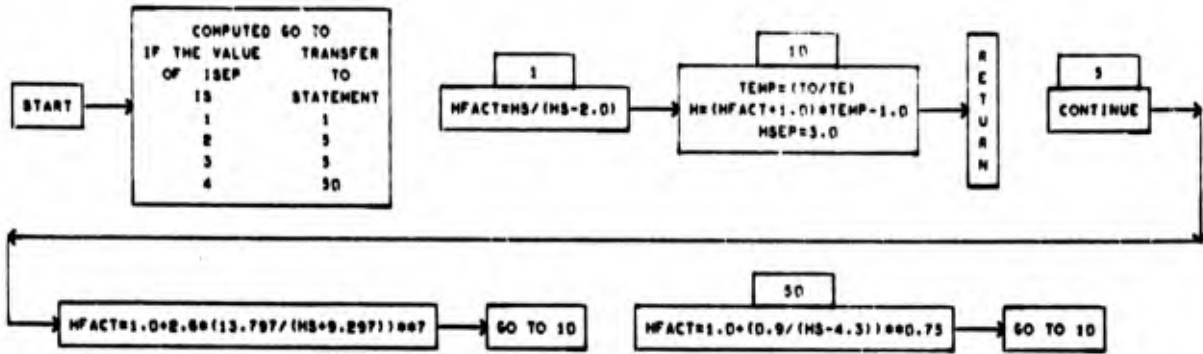 COMPUTED GO TO
IF THE VALUE TRANSFER
OF ISEP TO
IS STATEMENT
1 1
2 5
3 5
4 50
START
1
HFACT=HS/(HS-2.0)
10
TEMP=(TO/TE)
H=(HFACT+1.0)*TEMP-1.0
HSEP=3.0
RETURN
5
CONTINUE
HFACT=1.0+2.6*(13.797/(HS+9.297))**7
GO TO 10
50
HFACT=1.0+(0.9/(HS-4.3))**0.75
GO TO 10